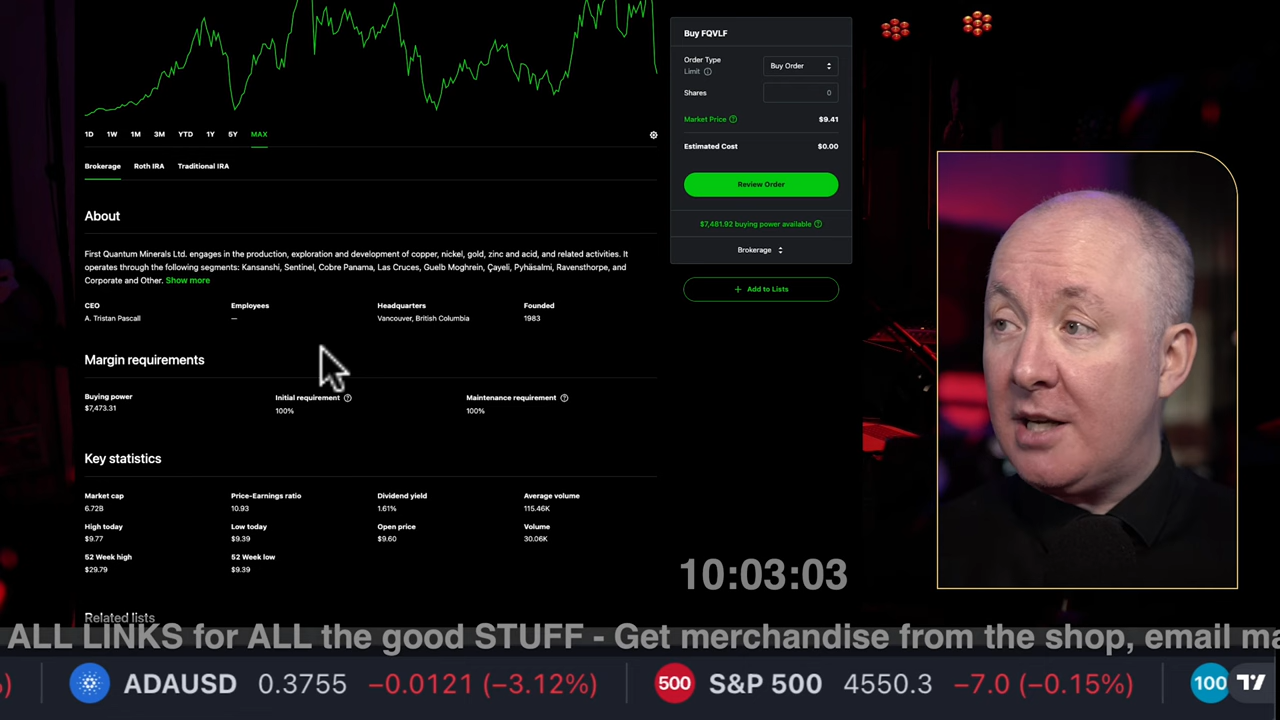 1D 1W 1M 3M YTD 1Y 5Y MAX
Brokerage Roth IRA Traditional IRA
About
First Quantum Minerals Ltd. engages in the production, exploration and development of copper, nickel, gold, zinc and acid, and related activities. It
operates through the following segments: Kansanshi, Sentinel, Cobre Panama, Las Cruces, Guelb Moghrein, Çayeli, Pyhäsalmi, Ravensthorpe, and
Corporate and Other. Show more
CEO Employees Headquarters Founded
A. Tristan Pascall — Vancouver, British Columbia 1983
Margin requirements
Buying power Initial requirement Maintenance requirement
$7,473.31 100% 100%
Key statistics
Market cap Price-Earnings ratio Dividend yield Average volume
6.72B 10.93 1.61% 115.46K
High today Low today Open price Volume
$9.77 $9.39 $9.60 30.06K
52 Week high 52 Week low
$29.79 $9.39
Related lists
Buy FQVLF
Order Type Buy Order
Limit
Shares 0
Market Price $9.41
Estimated Cost $0.00
Review Order
$7,481.92 buying power available
Brokerage
+ Add to Lists
10:03:03
ALL LINKS for ALL the good STUFF - Get merchandise from the shop, email ma
%) ADAUSD 0.3755 −0.0121 (−3.12%) 500 S&P 500 4550.3 −7.0 (−0.15%) 100